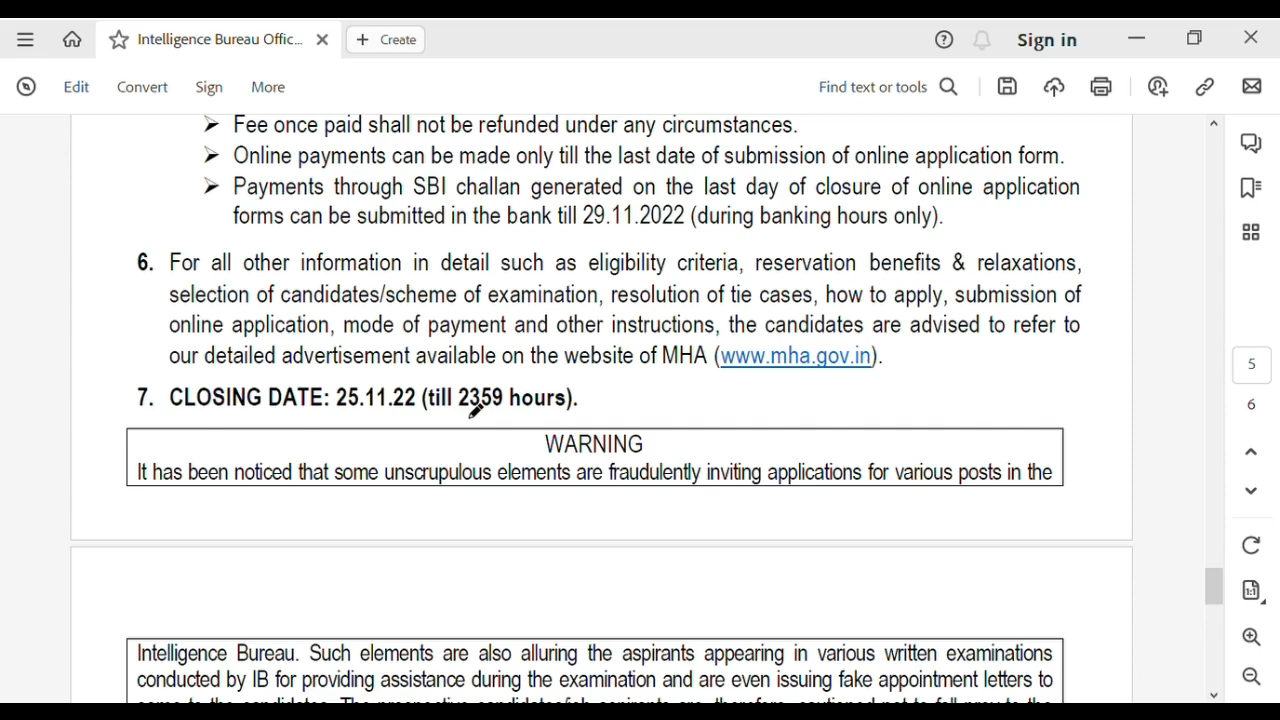 Intelligence Bureau Offic...
+ Create
Sign in
Edit Convert Sign More
Find text or tools
➢ Fee once paid shall not be refunded under any circumstances.
➢ Online payments can be made only till the last date of submission of online application form.
➢ Payments through SBI challan generated on the last day of closure of online application
forms can be submitted in the bank till 29.11.2022 (during banking hours only).
6. For all other information in detail such as eligibility criteria, reservation benefits & relaxations,
selection of candidates/scheme of examination, resolution of tie cases, how to apply, submission of
online application, mode of payment and other instructions, the candidates are advised to refer to
our detailed advertisement available on the website of MHA (www.mha.gov.in).
7. CLOSING DATE: 25.11.22 (till 2359 hours).
WARNING
It has been noticed that some unscrupulous elements are fraudulently inviting applications for various posts in the
Intelligence Bureau. Such elements are also alluring the aspirants appearing in various written examinations
conducted by IB for providing assistance during the examination and are even issuing fake appointment letters to
5
6
1:1